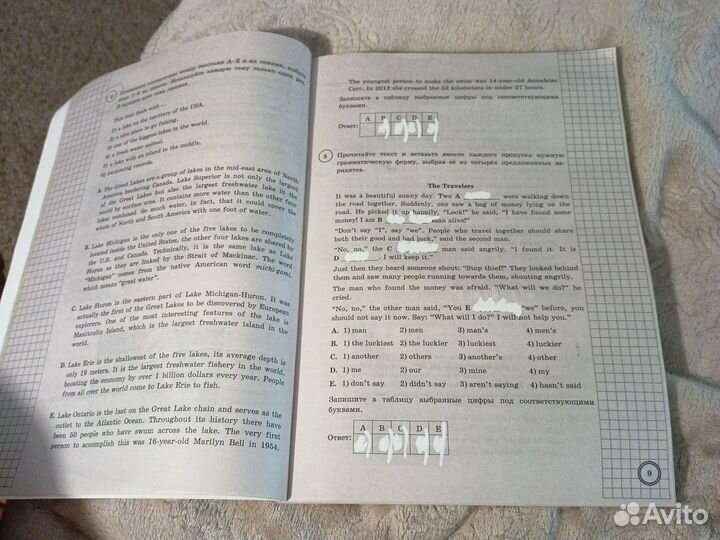 4 Установите соответствие между текстами A–E и их темами, выбрав
тему 1–6 из списка. Используйте каждую тему только один раз.
В задании одна тема лишняя.
This text deals with ...
1) a lake on the territory of the USA.
2) a nice place to go fishing.
3) one of the biggest lakes in the world.
4) a fresh water animal.
5) a lake with an island in the middle.
6) swimming records.
A. The Great Lakes are a group of lakes in the mid-east area of North
America bordering Canada. Lake Superior is not only the largest
of the Great Lakes but also the largest freshwater lake in the
world by surface area. It contains more water than the other four
lakes combined. So much water, in fact, that it could cover the
whole of North and South America with one foot of water.
B. Lake Michigan is the only one of five lakes to be completely
located inside the United States, the other four lakes are shared by
the U.S. and Canada. Technically, it is the same lake as Lake
Huron as they are linked by the Strait of Mackinac. The word
"Michigan" comes from the native American word michi-gami,
which means "great water".
C. Lake Huron is the eastern part of Lake Michigan-Huron. It was
actually the first of the Great Lakes to be discovered by European
explorers. One of the most interesting features of the lake is
Manitoulin Island, which is the largest freshwater island in the
world.
D. Lake Erie is the shallowest of the five lakes, its average depth is
only 19 meters. It is the largest freshwater fishery in the world,
boosting the economy by over 1 billion dollars every year. People
from all over the world come to Lake Erie to fish.
E. Lake Ontario is the last on the Great Lake chain and serves as the
outlet to the Atlantic Ocean. Throughout its history there have
been 50 people who have swum across the lake. The very first
person to accomplish this was 16-year-old Marilyn Bell in 1954.
The youngest person to make the swim was 14-year-old Annaleise
Carr. In 2012 she crossed the 52 kilometers in under 27 hours.
Запишите в таблицу выбранные цифры под соответствующими
буквами.
A B C D E
Ответ:
5 Прочитайте текст и вставьте вместо каждого пропуска нужную
грамматическую форму, выбрав её из четырёх предложенных ва-
риантов.
The Travelers
It was a beautiful sunny day. Two A were walking down
the road together. Suddenly, one saw a bag of money lying on the
road. He picked it up happily, "Look!" he said, "I have found some
money! I am B man alive!"
"Don't say "I", say "we". People who travel together should share
both their good and bad luck," said the second man.
"No, no," the C man said angrily. "I found it. It is
D . I will keep it."
Just then they heard someone shout: "Stop thief!" They looked behind
them and saw many people running towards them, shouting angrily.
The man who found the money was afraid. "What will we do?" he
cried.
"No, no," the other man said, "You E "we" before, you
should not say it now. Say: "What will I do?" I will not help you."
A. 1) man 2) men 3) man's 4) men's
B. 1) the luckiest 2) the luckier 3) luckiest 4) luckier
C. 1) another 2) others 3) another's 4) other
D. 1) me 2) our 3) mine 4) my
E. 1) don't say 2) didn't say 3) aren't saying 4) hasn't said
Запишите в таблицу выбранные цифры под соответствующими
буквами.
A B C D E
Ответ:
9
Avito